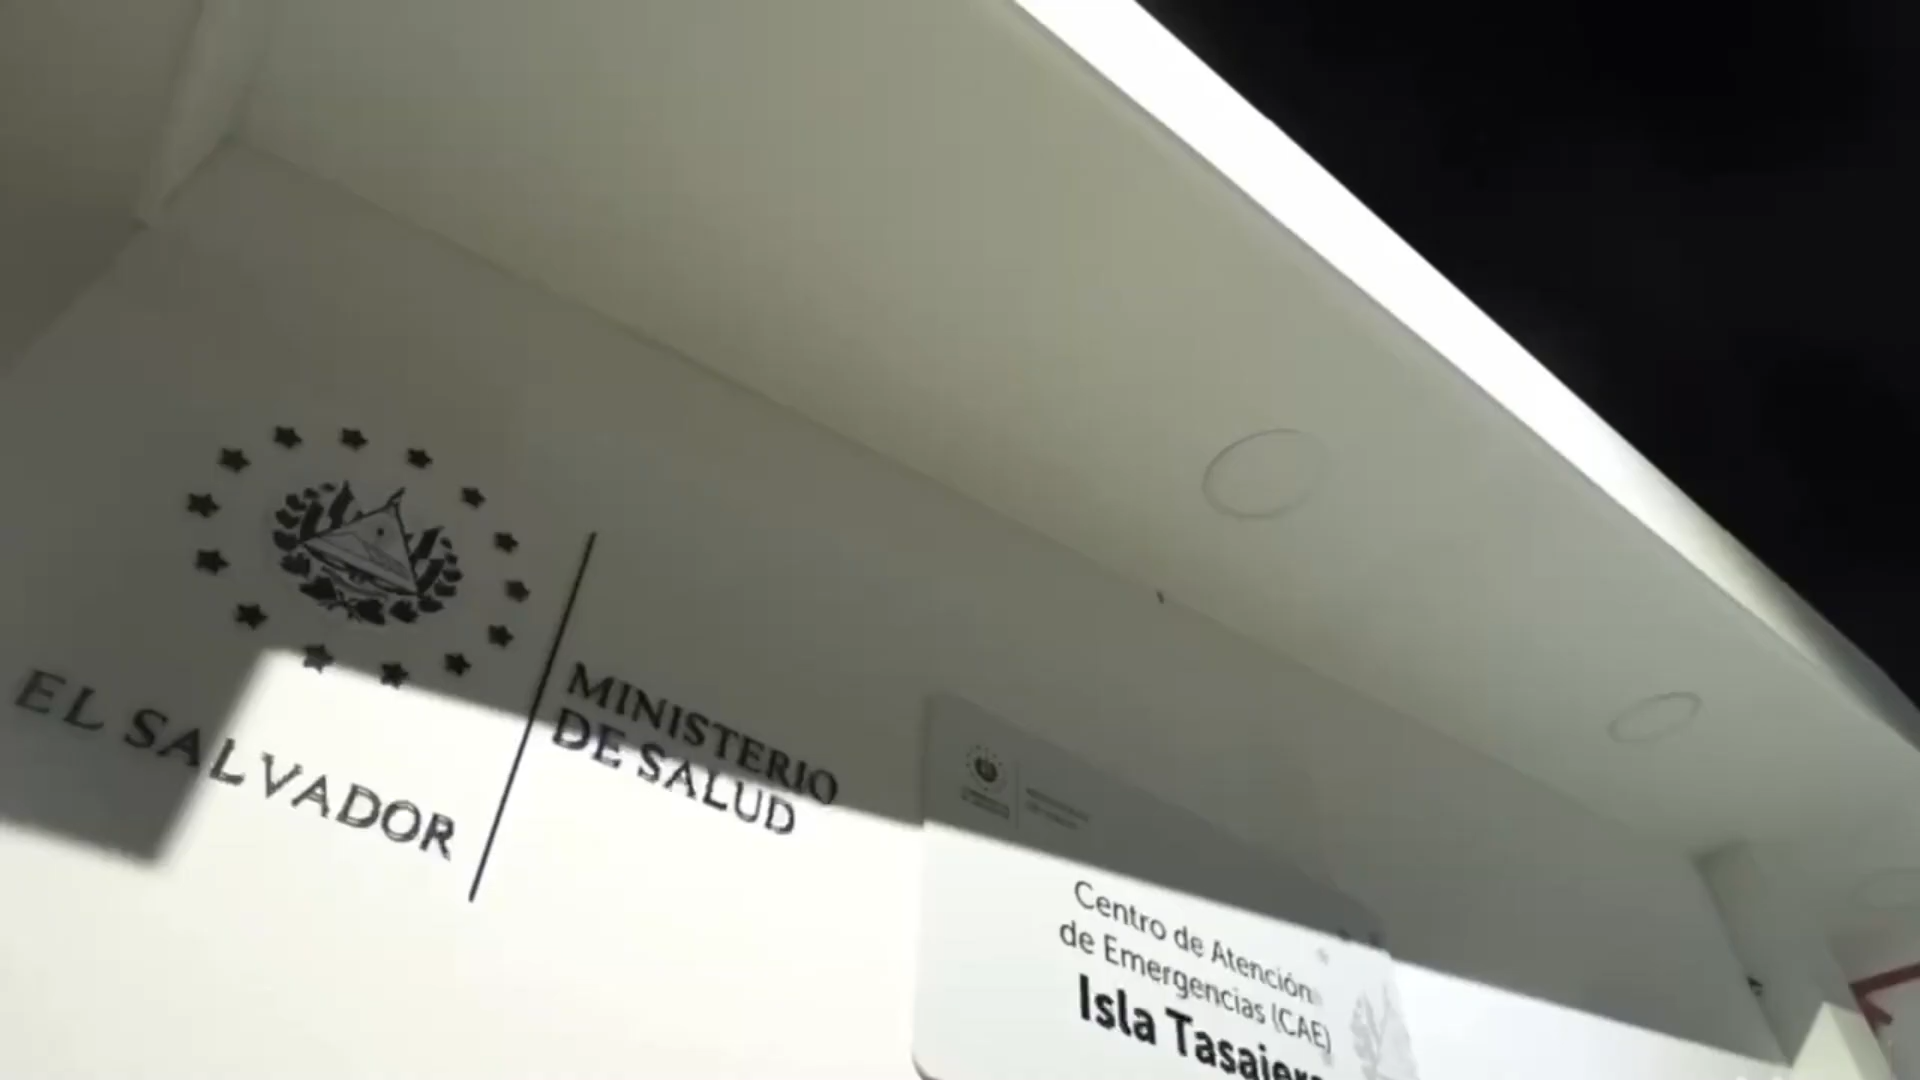 EL SALVADOR
MINISTERIO
DE SALUD
Centro de Atención
de Emergencias (CAE)
Isla Tasajera